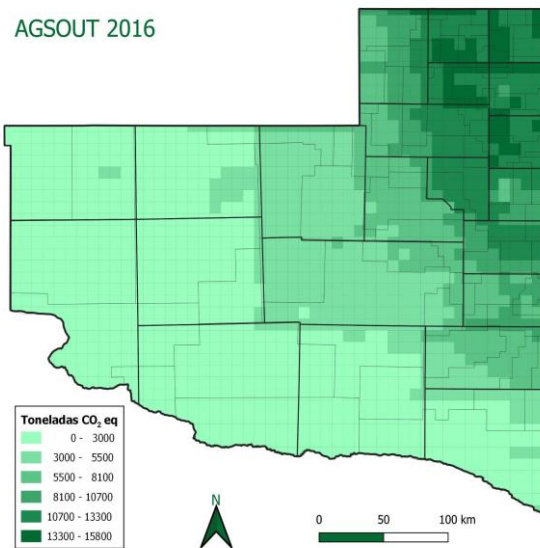 AGSOUT 2016
Toneladas CO₂ eq
0 - 3000
3000 - 5500
5500 - 8100
8100 - 10700
10700 - 13300
13300 - 15800
N
0 50 100 km